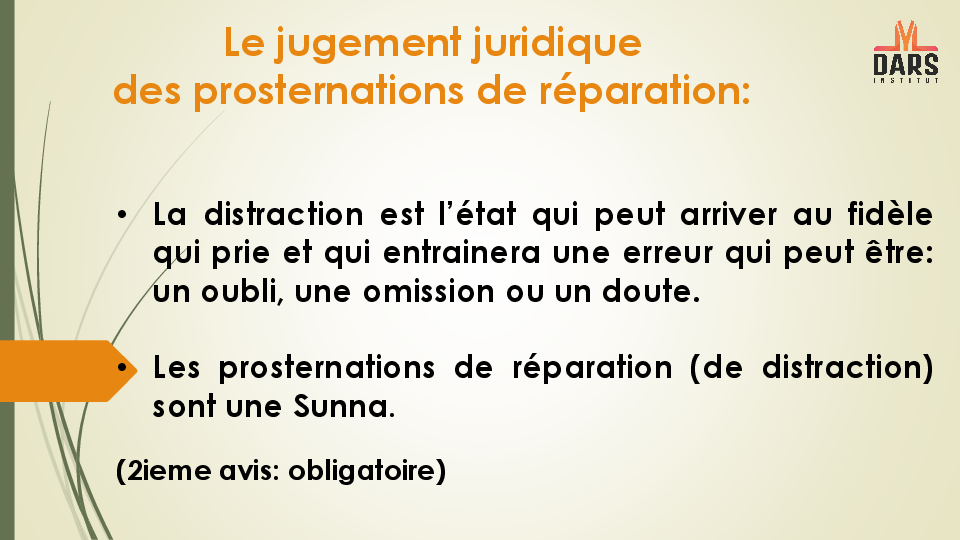 Le jugement juridique
des prosternations de réparation:
DARS
INSTITUT
• La distraction est l’état qui peut arriver au fidèle
qui prie et qui entrainera une erreur qui peut être:
un oubli, une omission ou un doute.
• Les prosternations de réparation (de distraction)
sont une Sunna.
(2ieme avis: obligatoire)